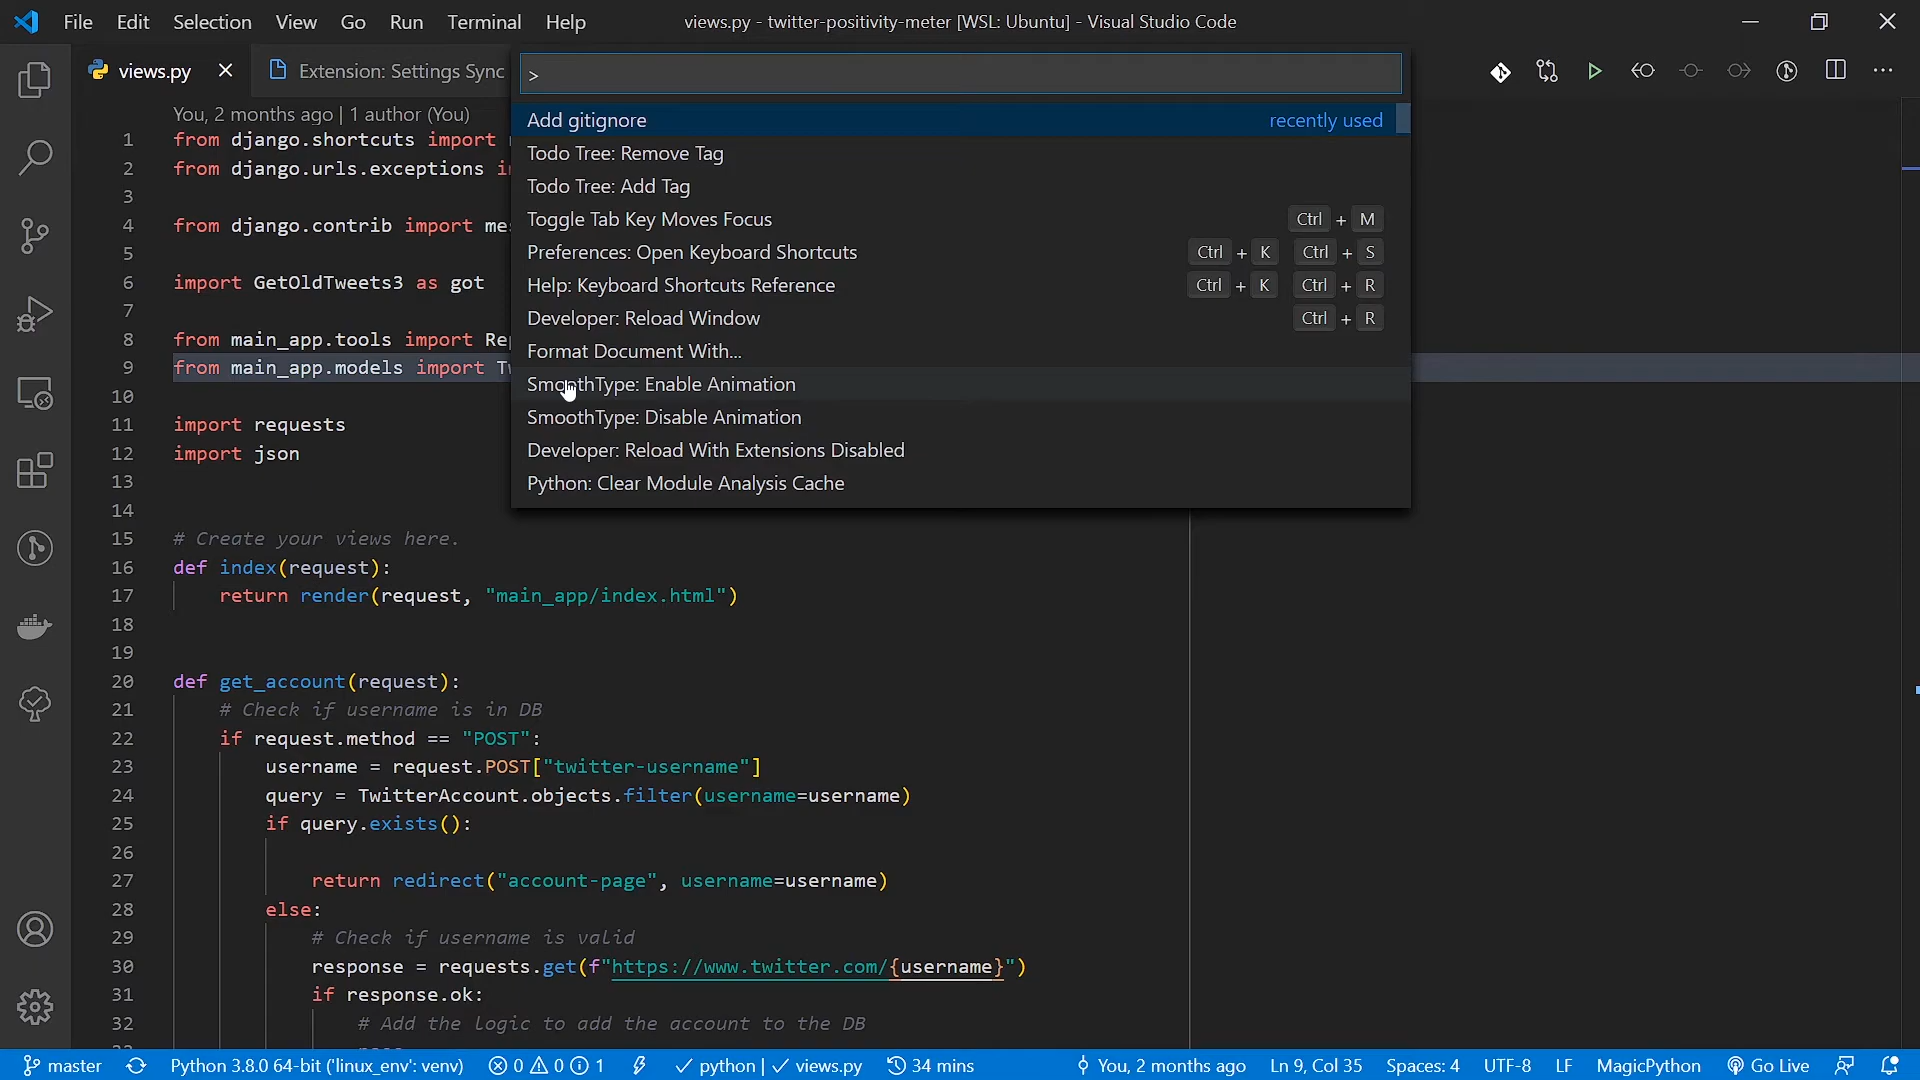 File Edit Selection View Go Run Terminal Help
views.py - twitter-positivity-meter [WSL: Ubuntu] - Visual Studio Code
views.py
Extension: Settings Sync
>
Add gitignore recently used
Todo Tree: Remove Tag
Todo Tree: Add Tag
Toggle Tab Key Moves Focus Ctrl + M
Preferences: Open Keyboard Shortcuts Ctrl + K Ctrl + S
Help: Keyboard Shortcuts Reference Ctrl + K Ctrl + R
Developer: Reload Window Ctrl + R
Format Document With...
SmoothType: Enable Animation
SmoothType: Disable Animation
Developer: Reload With Extensions Disabled
Python: Clear Module Analysis Cache
You, 2 months ago | 1 author (You)
1 from django.shortcuts import
2 from django.urls.exceptions
3
4 from django.contrib import me
5
6 import GetOldTweets3 as got
7
8 from main_app.tools import Re
9 from main_app.models import Tw
10
11 import requests
12 import json
13
14
15 # Create your views here.
16 def index(request):
17 return render(request, "main_app/index.html")
18
19
20 def get_account(request):
21 # Check if username is in DB
22 if request.method == "POST":
23 username = request.POST["twitter-username"]
24 query = TwitterAccount.objects.filter(username=username)
25 if query.exists():
26
27 return redirect("account-page", username=username)
28 else:
29 # Check if username is valid
30 response = requests.get(f"https://www.twitter.com/{username}")
31 if response.ok:
32 # Add the logic to add the account to the DB
master Python 3.8.0 64-bit ('linux_env': venv) 0 0 1 python | views.py 34 mins You, 2 months ago Ln 9, Col 35 Spaces: 4 UTF-8 LF MagicPython Go Live